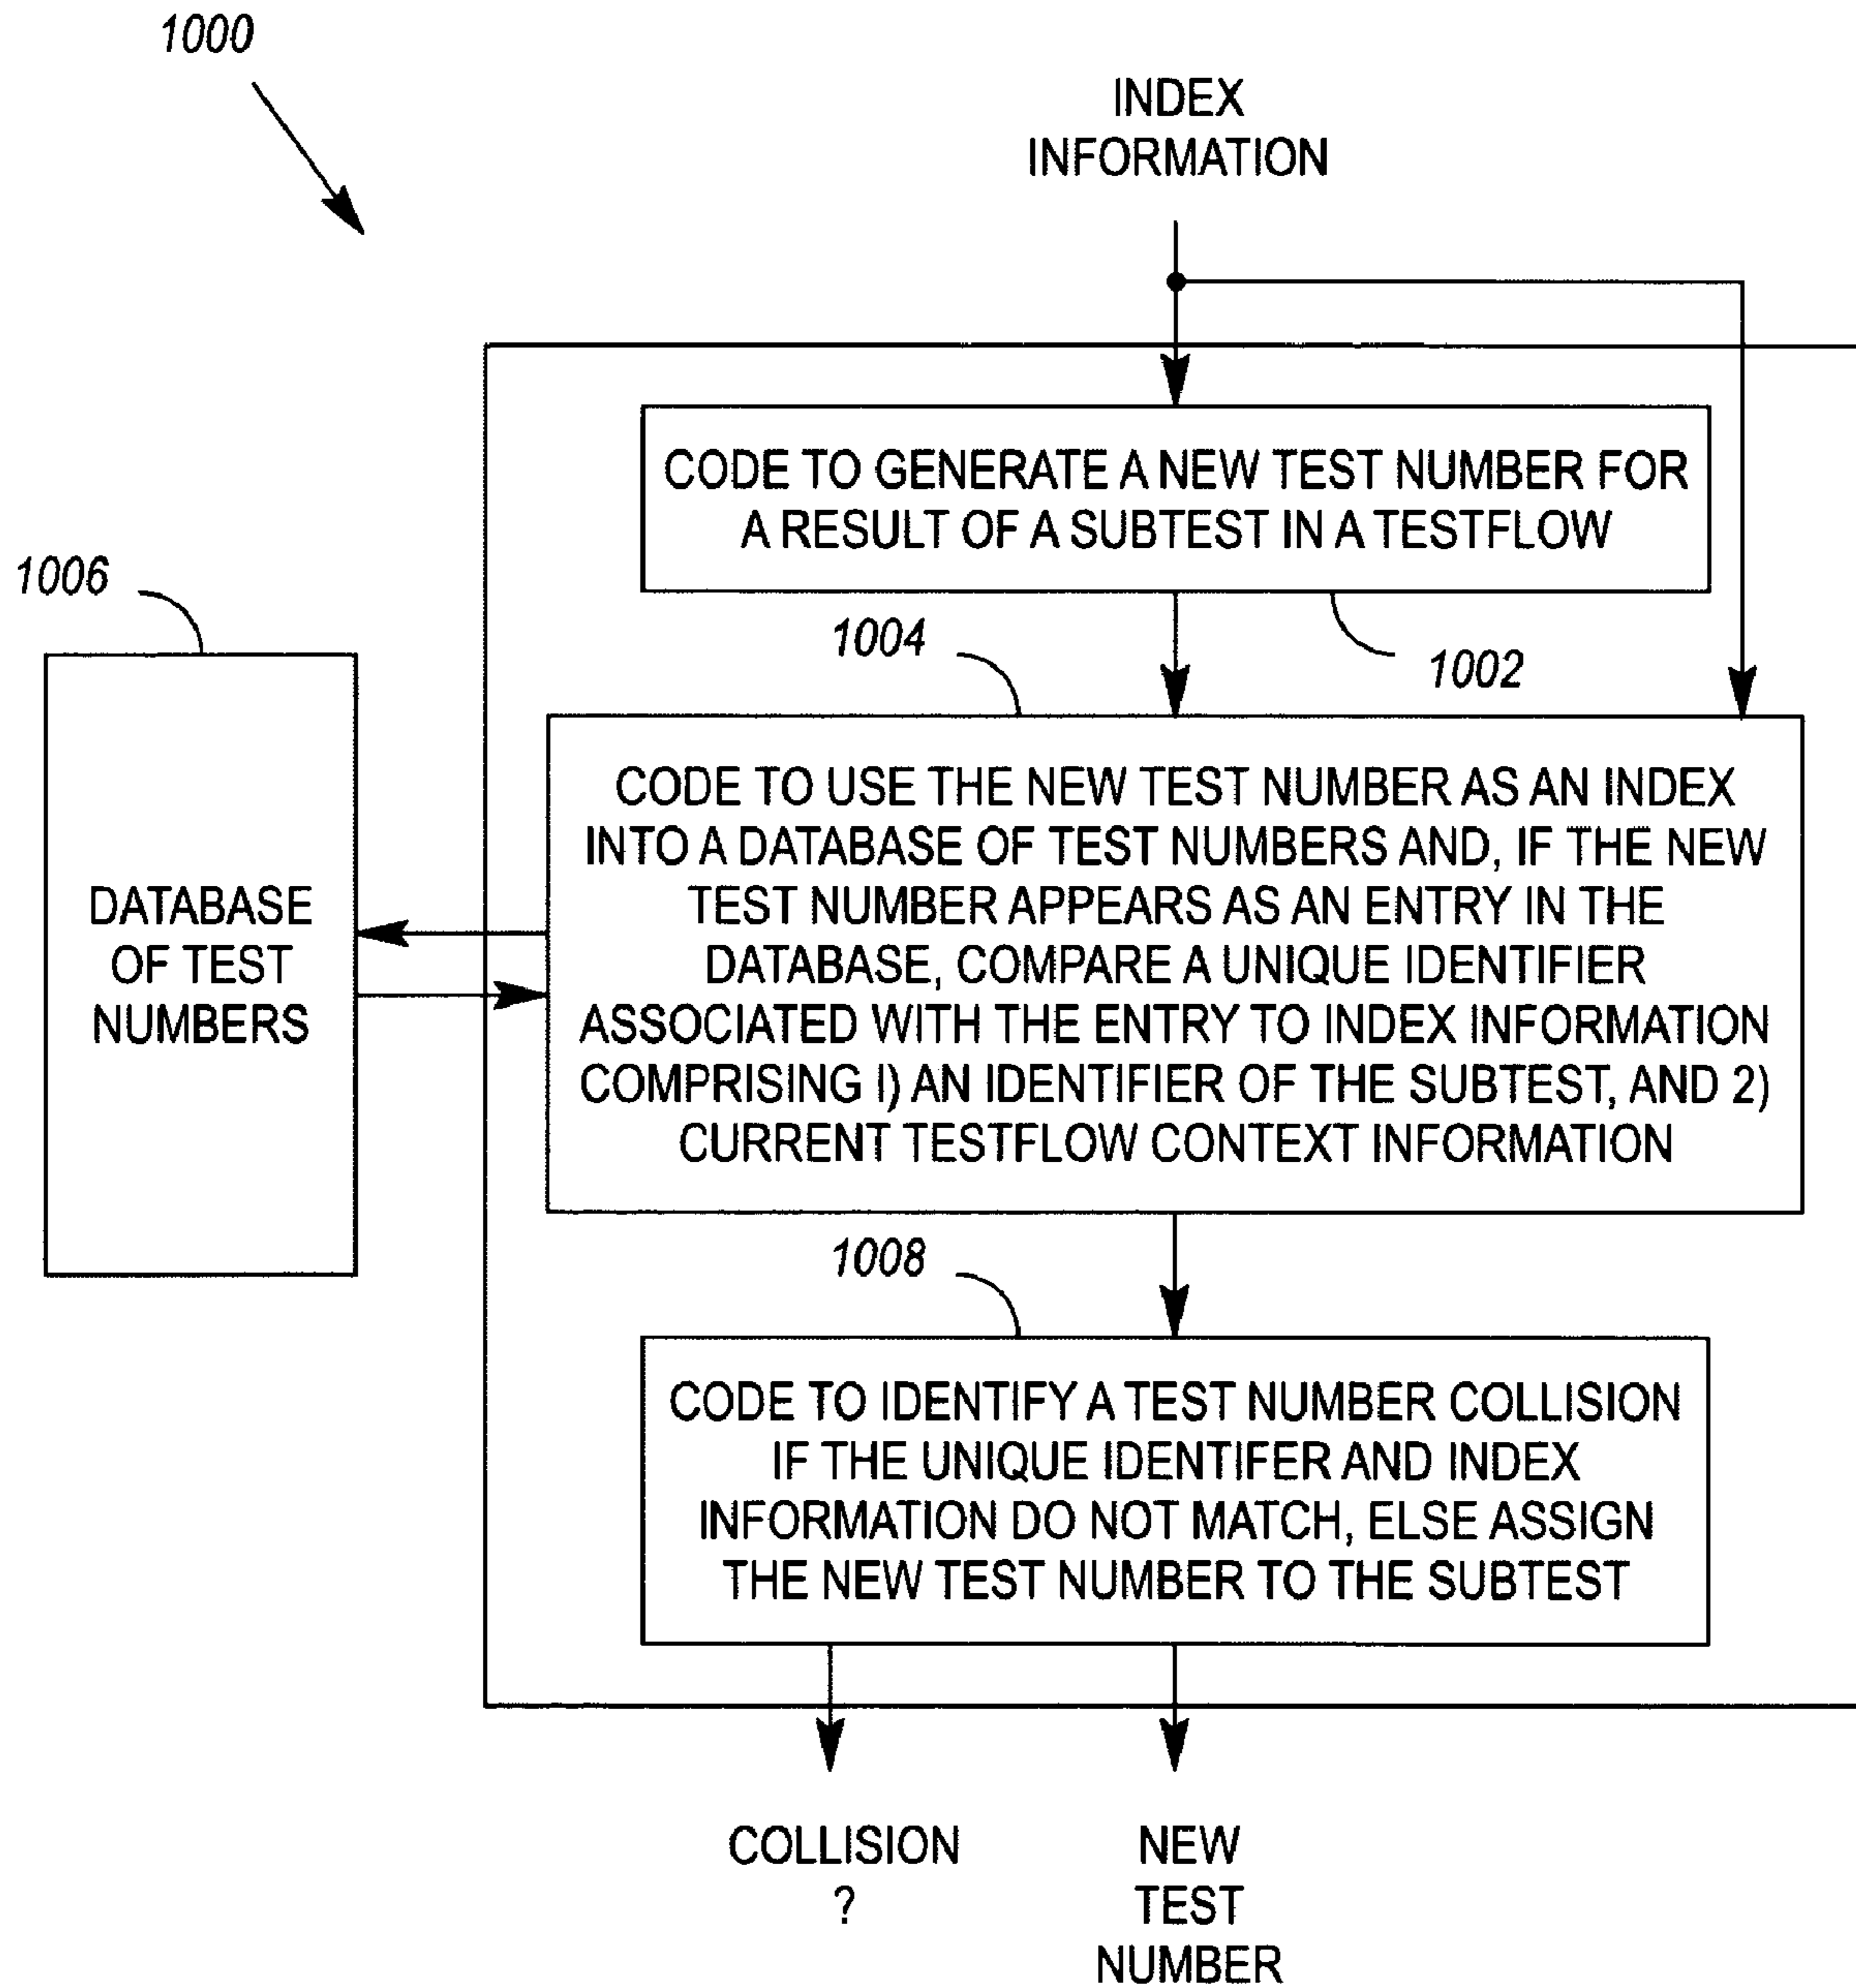 1000
INDEX
INFORMATION
CODE TO GENERATE A NEW TEST NUMBER FOR
A RESULT OF A SUBTEST IN A TESTFLOW
1006
1004
1002
DATABASE
OF TEST
NUMBERS
CODE TO USE THE NEW TEST NUMBER AS AN INDEX
INTO A DATABASE OF TEST NUMBERS AND, IF THE NEW
TEST NUMBER APPEARS AS AN ENTRY IN THE
DATABASE, COMPARE A UNIQUE IDENTIFIER
ASSOCIATED WITH THE ENTRY TO INDEX INFORMATION
COMPRISING I) AN IDENTIFIER OF THE SUBTEST, AND 2)
CURRENT TESTFLOW CONTEXT INFORMATION
1008
CODE TO IDENTIFY A TEST NUMBER COLLISION
IF THE UNIQUE IDENTIFER AND INDEX
INFORMATION DO NOT MATCH, ELSE ASSIGN
THE NEW TEST NUMBER TO THE SUBTEST
COLLISION
?
NEW
TEST
NUMBER